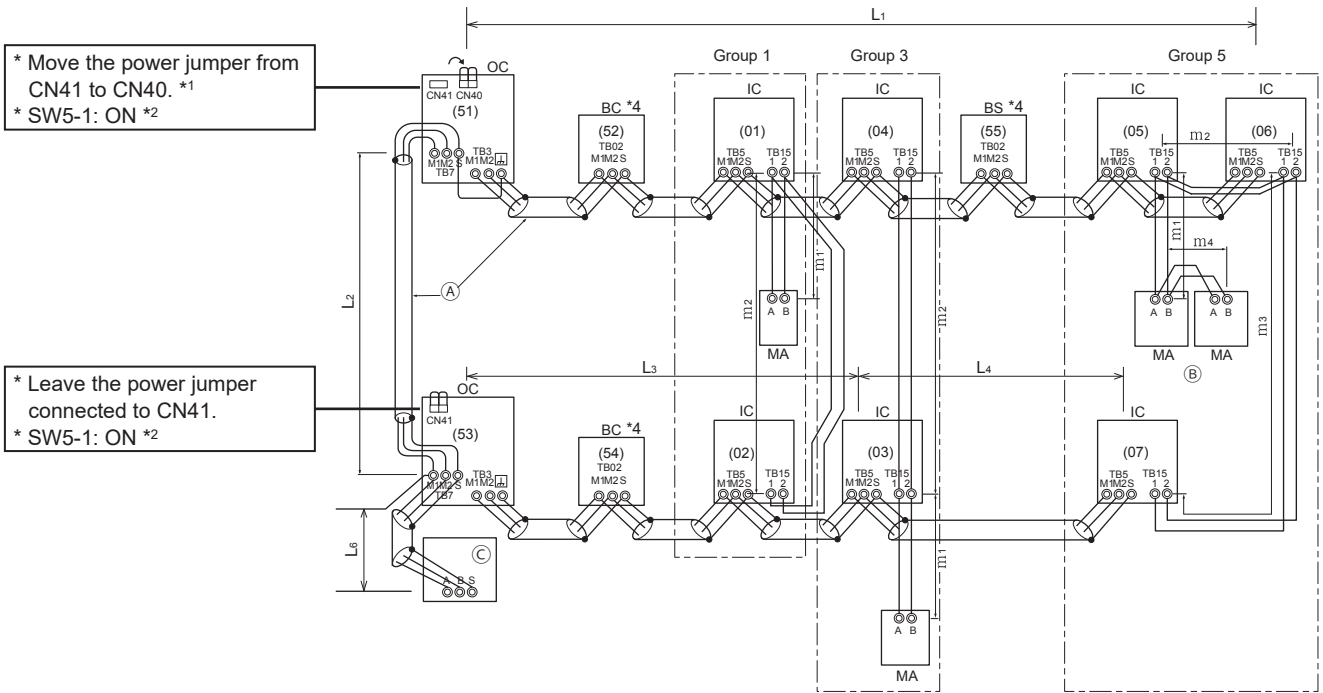 L1
* Move the power jumper from
CN41 to CN40. *1
* SW5-1: ON *2
OC
CN41 CN40
(51)
TB3
M1M2
M1M2 S
TB7
BC *4
(52)
TB02
M1M2 S
Group 1
IC
(01)
TB5
M1M2S
TB15
1 2
Group 3
IC
(04)
TB5
M1M2S
TB15
1 2
BS *4
(55)
TB02
M1M2 S
Group 5
IC
(05)
TB5
M1M2S
TB15
1 2
m2
IC
(06)
TB5
M1M2S
TB15
1 2
L2
A
m2
m1
A B
MA
m2
m1
m4
A B
MA
A B
MA
B
m3
* Leave the power jumper
connected to CN41.
* SW5-1: ON *2
L3
L4
OC
CN41
(53)
TB3
M1M2
M1M2 S
TB7
BC *4
(54)
TB02
M1M2 S
IC
(02)
TB5
M1M2S
TB15
1 2
IC
(03)
TB5
M1M2S
TB15
1 2
IC
(07)
TB5
M1M2S
TB15
1 2
L6
C
A B S
m1
A B
MA